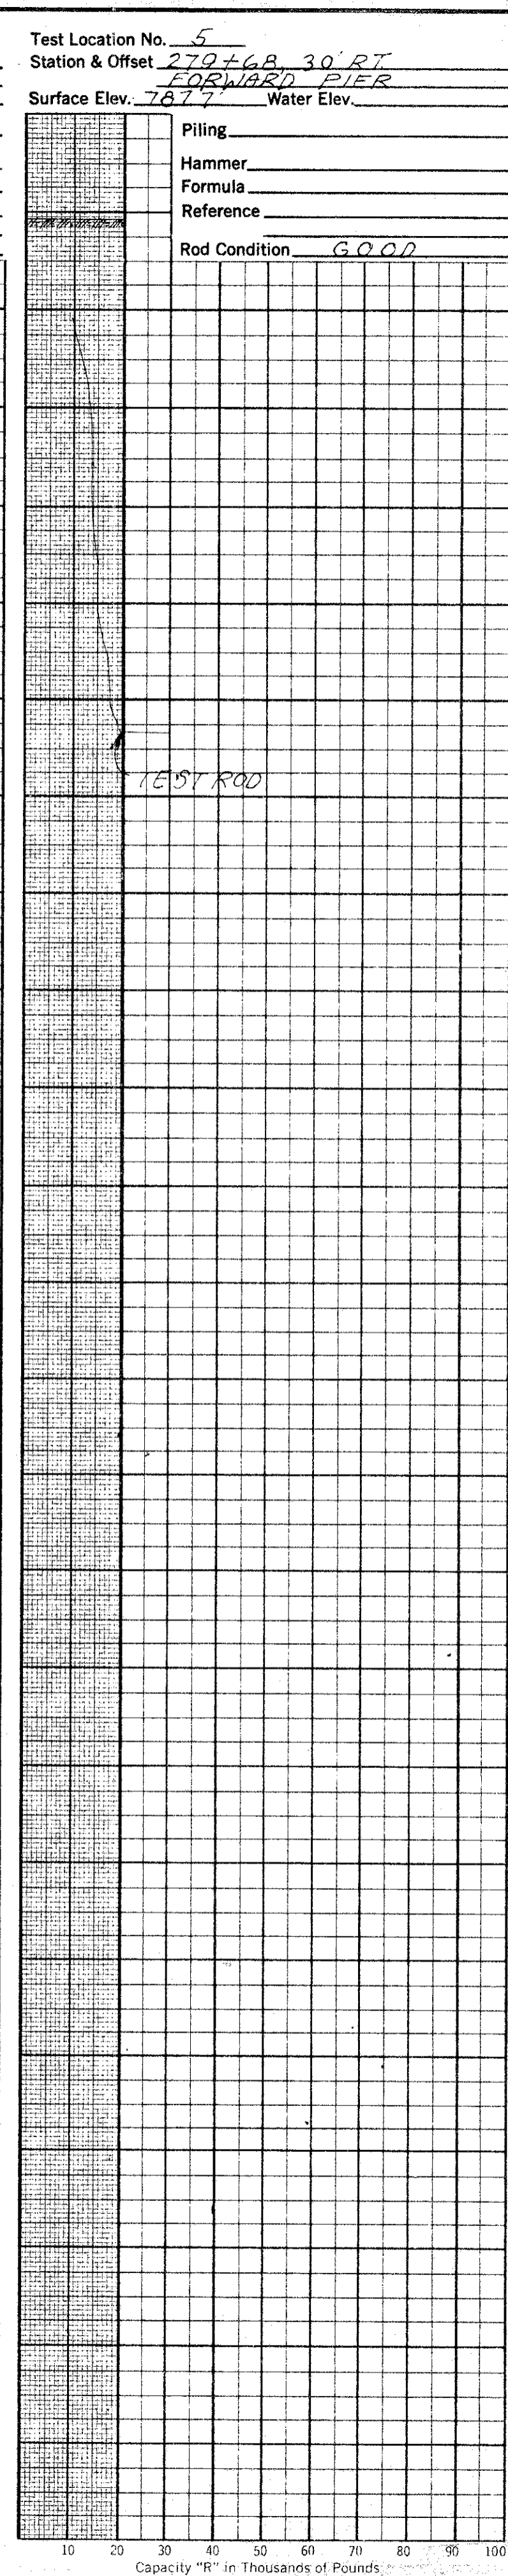 Test Location No. 5
Station & Offset 279+68, 30' RT.
FORWARD PIER
Surface Elev. 787.7' Water Elev.
Piling
Hammer
Formula
Reference
Rod Condition GOOD
TEST ROD
10 20 30 40 50 60 70 80 90 100
Capacity "R" in Thousands of Pounds